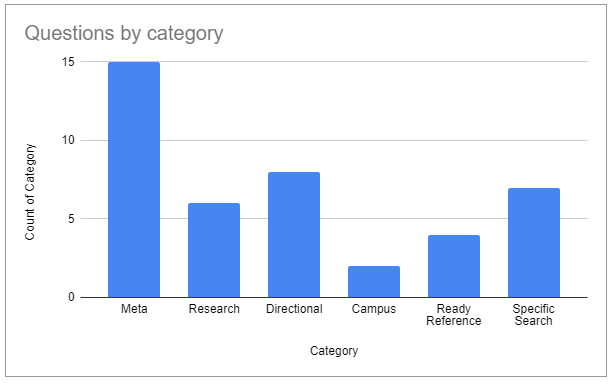 Questions by category
Count of Category
15
10
5
0
Meta
Research
Directional
Campus
Ready
Reference
Specific
Search
Category